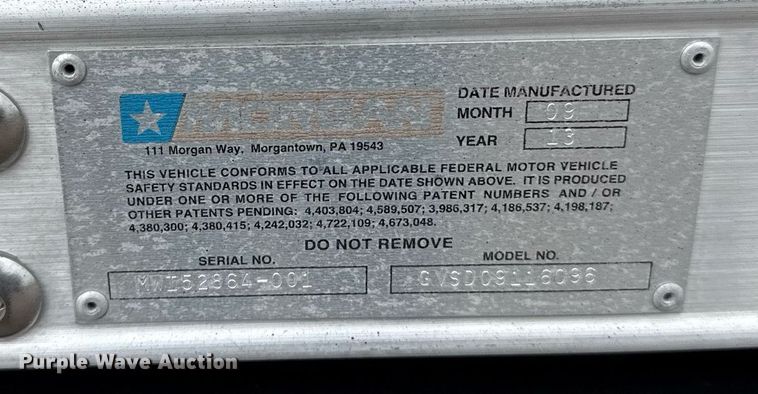 MORGAN
DATE MANUFACTURED
MONTH 09
YEAR 13
111 Morgan Way, Morgantown, PA 19543
THIS VEHICLE CONFORMS TO ALL APPLICABLE FEDERAL MOTOR VEHICLE
SAFETY STANDARDS IN EFFECT ON THE DATE SHOWN ABOVE. IT IS PRODUCED
UNDER ONE OR MORE OF THE FOLLOWING PATENT NUMBERS AND / OR
OTHER PATENTS PENDING: 4,403,804; 4,589,507; 3,986,317; 4,186,537; 4,198,187;
4,380,300; 4,380,415; 4,242,032; 4,722,109; 4,673,048.
DO NOT REMOVE
SERIAL NO. MODEL NO.
MWI52864-001 GVSD09116096
Purple Wave Auction